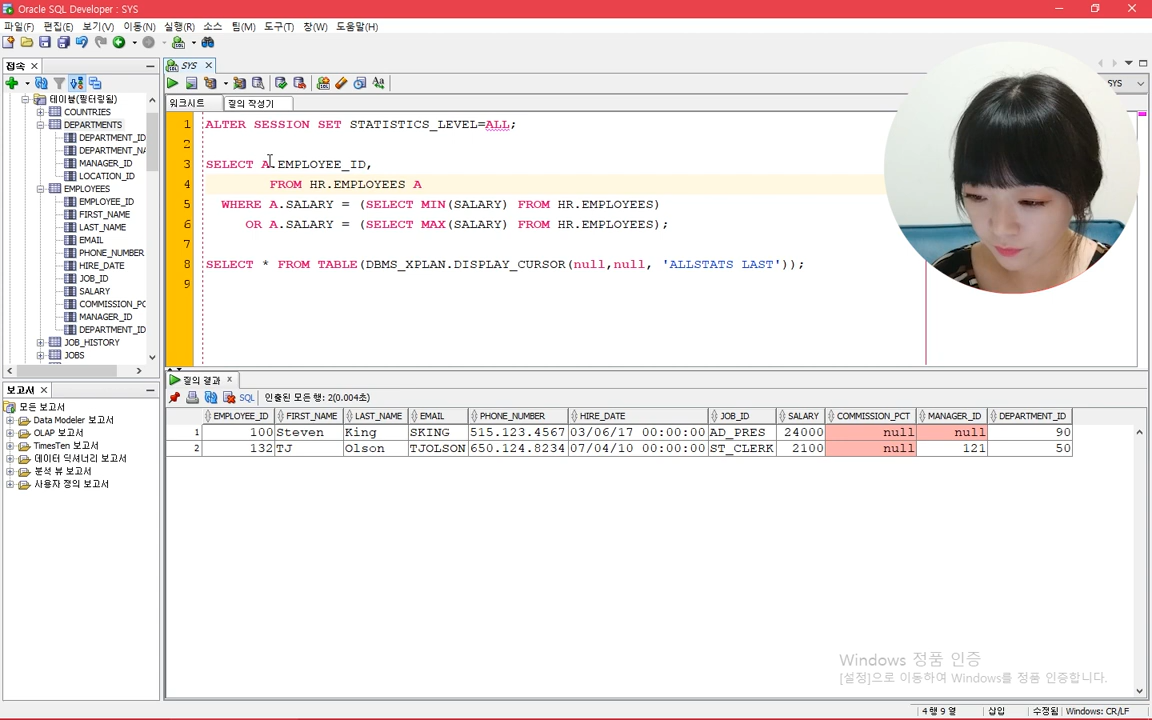 Oracle SQL Developer : SYS
파일(F) 편집(E) 보기(V) 이동(N) 실행(R) 소스 팀(M) 도구(T) 창(W) 도움말(H)
접속
SYS
SYS
워크시트 질의 작성기
테이블(필터링됨)
COUNTRIES
DEPARTMENTS
DEPARTMENT_ID
DEPARTMENT_NA
MANAGER_ID
LOCATION_ID
EMPLOYEES
EMPLOYEE_ID
FIRST_NAME
LAST_NAME
EMAIL
PHONE_NUMBER
HIRE_DATE
JOB_ID
SALARY
COMMISSION_PC
MANAGER_ID
DEPARTMENT_ID
JOB_HISTORY
JOBS
1 ALTER SESSION SET STATISTICS_LEVEL=ALL;
2
3 SELECT A.EMPLOYEE_ID,
4 FROM HR.EMPLOYEES A
5 WHERE A.SALARY = (SELECT MIN(SALARY) FROM HR.EMPLOYEES)
6 OR A.SALARY = (SELECT MAX(SALARY) FROM HR.EMPLOYEES);
7
8 SELECT * FROM TABLE(DBMS_XPLAN.DISPLAY_CURSOR(null,null, 'ALLSTATS LAST'));
9
보고서
모든 보고서
Data Modeler 보고서
OLAP 보고서
TimesTen 보고서
데이터 딕셔너리 보고서
분석 뷰 보고서
사용자 정의 보고서
질의 결과
SQL 인출된 모든 행: 2(0.004초)
EMPLOYEE_ID FIRST_NAME LAST_NAME EMAIL PHONE_NUMBER HIRE_DATE JOB_ID SALARY COMMISSION_PCT MANAGER_ID DEPARTMENT_ID
1 100 Steven King SKING 515.123.4567 03/06/17 00:00:00 AD_PRES 24000 null null 90
2 132 TJ Olson TJOLSON 650.124.8234 07/04/10 00:00:00 ST_CLERK 2100 null 121 50
Windows 정품 인증
[설정]으로 이동하여 Windows를 정품 인증합니다.
4 행 9 열 삽입 수정됨 Windows: CR/LF